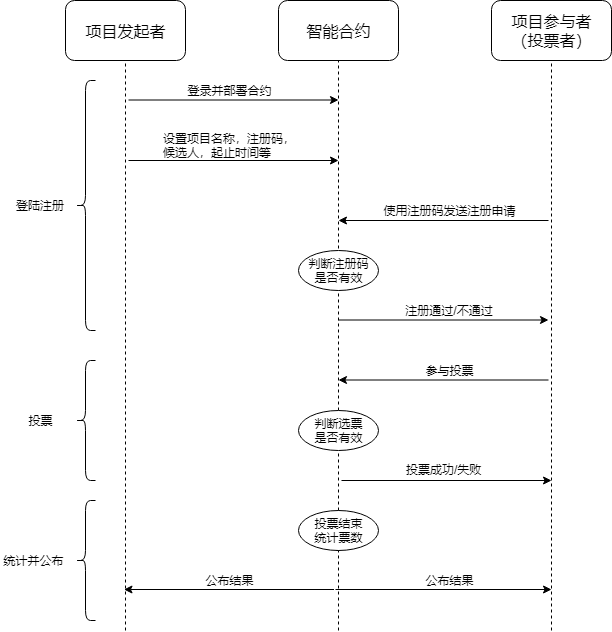 项目发起者
智能合约
项目参与者
（投票者）
登录并部署合约
设置项目名称，注册码，
候选人，起止时间等
登陆注册
使用注册码发送注册申请
判断注册码
是否有效
注册通过/不通过
参与投票
投票
判断选票
是否有效
投票成功/失败
投票结束
统计票数
统计并公布
公布结果
公布结果